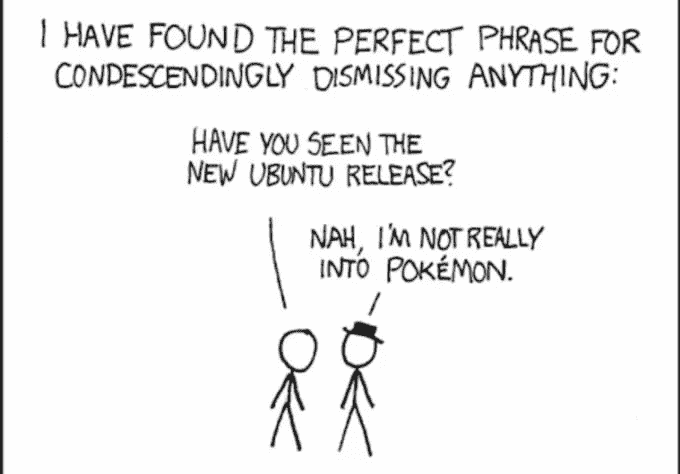 I HAVE FOUND THE PERFECT PHRASE FOR
CONDESCENDINGLY DISMISSING ANYTHING:
HAVE YOU SEEN THE
NEW UBUNTU RELEASE?
NAH, I'M NOT REALLY
INTO POKÉMON.